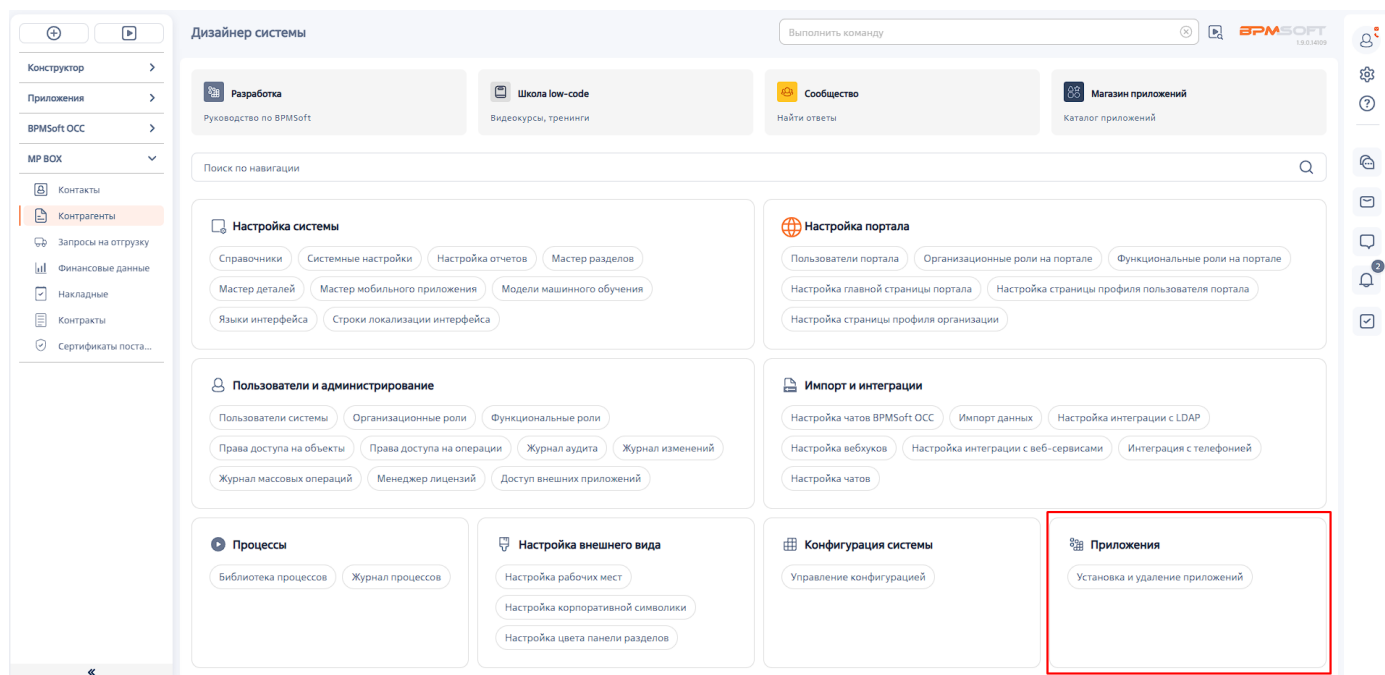 Дизайнер системы
Выполнить команду
BPMSOFT
1.9.0.14109
Конструктор
Приложения
BPMSoft ОСС
MP BOX
Контакты
Контрагенты
Запросы на отгрузку
Финансовые данные
Накладные
Контракты
Сертификаты поста...
Разработка
Руководство по BPMSoft
Школа low-code
Видеокурсы, тренинги
Сообщество
Найти ответы
Магазин приложений
Каталог приложений
Поиск по навигации
Настройка системы
Справочники Системные настройки Настройка отчетов Мастер разделов
Мастер деталей Мастер мобильного приложения Модели машинного обучения
Языки интерфейса Строки локализации интерфейса
Настройка портала
Пользователи портала Организационные роли на портале Функциональные роли на портале
Настройка главной страницы портала Настройка страницы профиля пользователя портала
Настройка страницы профиля организации
Пользователи и администрирование
Пользователи системы Организационные роли Функциональные роли
Права доступа на объекты Права доступа на операции Журнал аудита Журнал изменений
Журнал массовых операций Менеджер лицензий Доступ внешних приложений
Импорт и интеграции
Настройка чатов BPMSoft ОСС Импорт данных Настройка интеграции с LDAP
Настройка вебхуков Настройка интеграции с веб-сервисами Интеграция с телефонией
Настройка чатов
Процессы
Библиотека процессов Журнал процессов
Настройка внешнего вида
Настройка рабочих мест
Настройка корпоративной символики
Настройка цвета панели разделов
Конфигурация системы
Управление конфигурацией
Приложения
Установка и удаление приложений
2